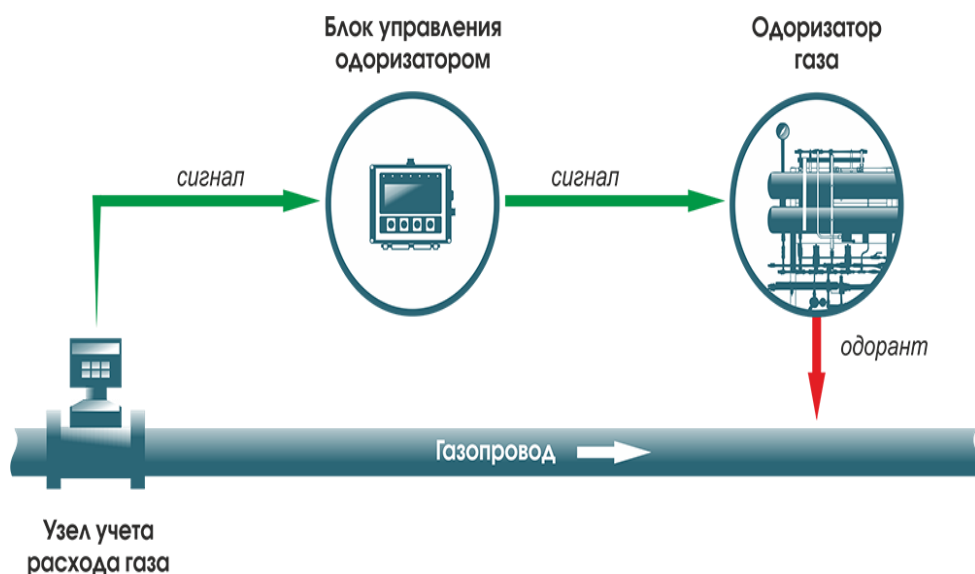 Блок управления
одоризатором
Одоризатор
газа
сигнал
сигнал
одорант
Газопровод
Узел учета
расхода газа